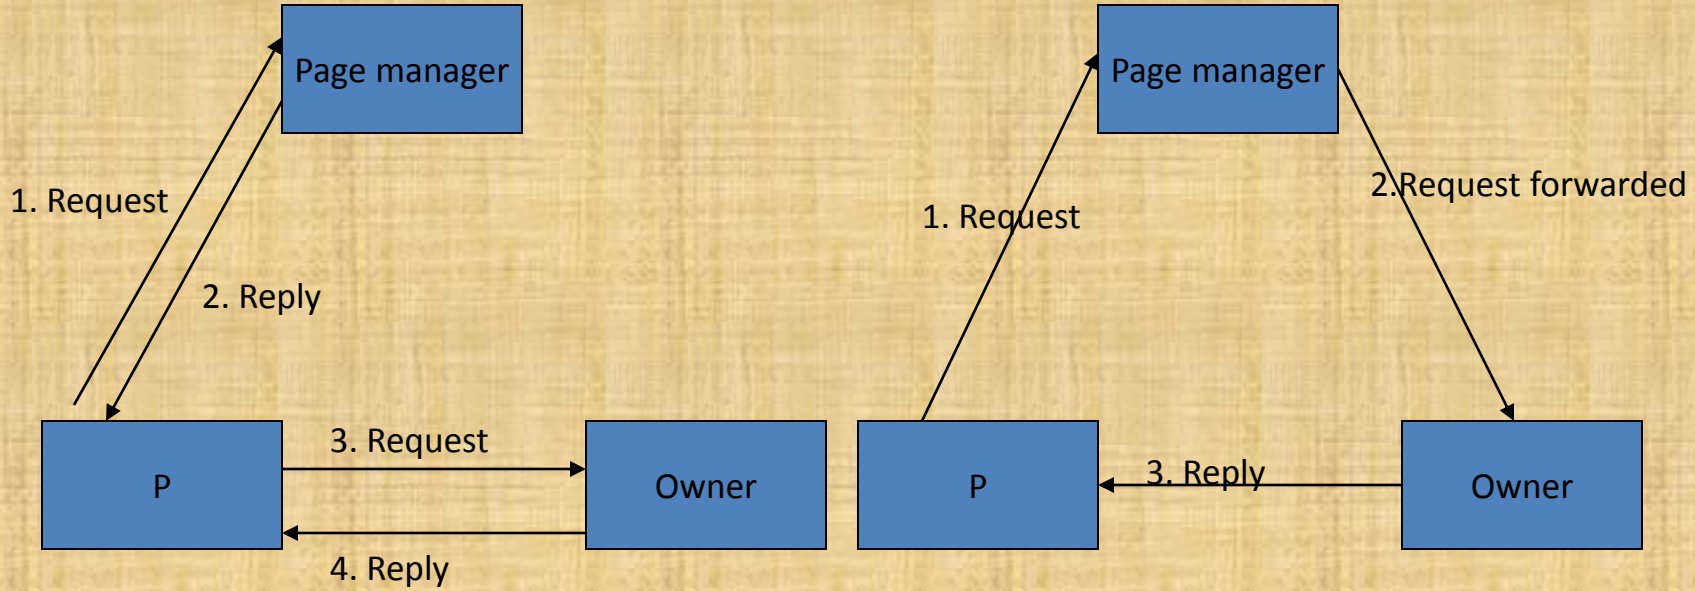 Page manager
1. Request
2. Reply
P
3. Request
Owner
4. Reply
Page manager
1. Request
2.Request forwarded
P
3. Reply
Owner